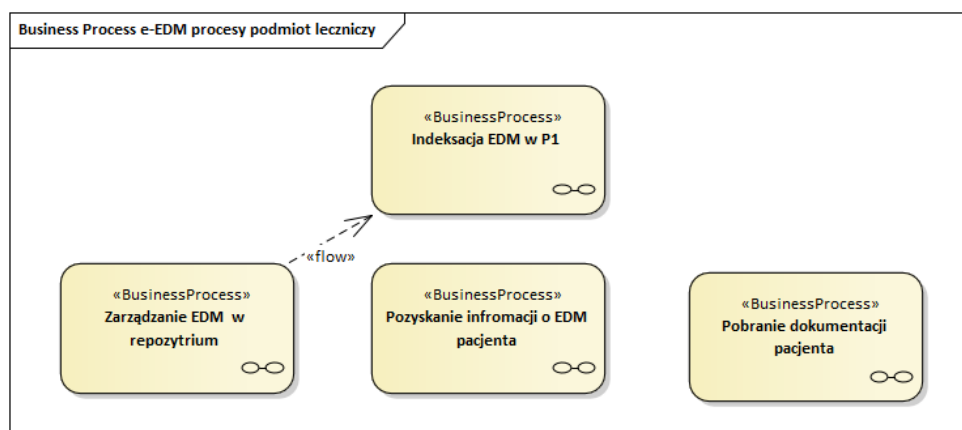 Business Process e-EDM procesy podmiot leczniczy
«BusinessProcess»
Indeksacja EDM w P1
«flow»
«BusinessProcess»
Zarządzanie EDM w
repozytrium
«BusinessProcess»
Pozyskanie infromacji o EDM
pacjenta
«BusinessProcess»
Pobranie dokumentacji
pacjenta